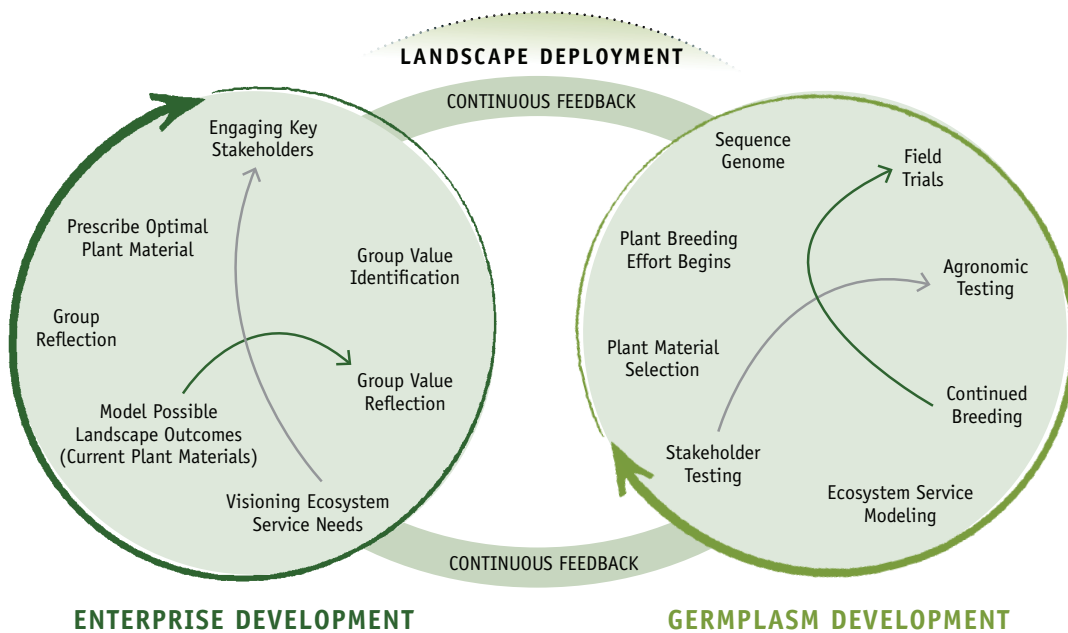 LANDSCAPE DEPLOYMENT
CONTINUOUS FEEDBACK
Engaging Key
Stakeholders
Prescribe Optimal
Plant Material
Group Value
Identification
Group
Reflection
Group Value
Reflection
Model Possible
Landscape Outcomes
(Current Plant Materials)
Visioning Ecosystem
Service Needs
Sequence
Genome
Field
Trials
Plant Breeding
Effort Begins
Agronomic
Testing
Plant Material
Selection
Continued
Breeding
Stakeholder
Testing
Ecosystem Service
Modeling
CONTINUOUS FEEDBACK
ENTERPRISE DEVELOPMENT
GERMPLASM DEVELOPMENT